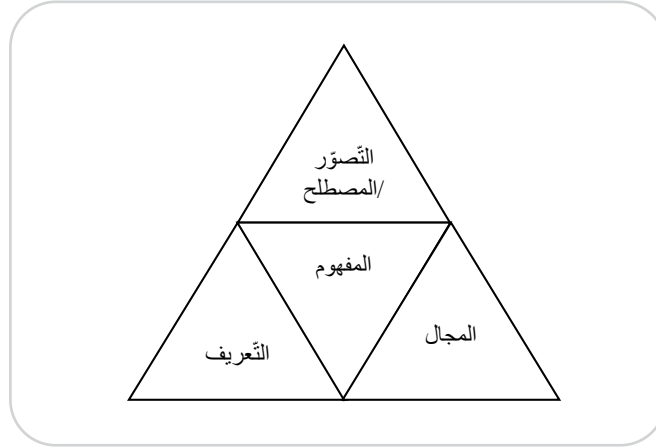 التّصوّر
/المصطلح
المفهوم
المجال
التّعريف